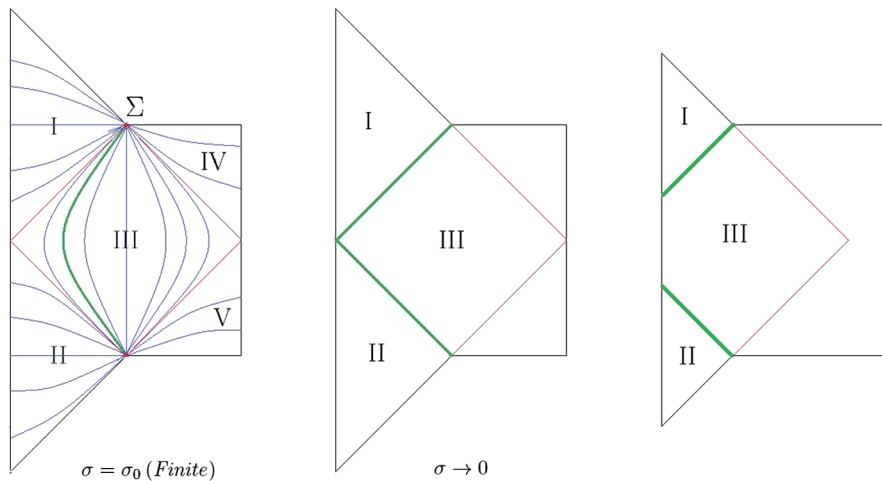 Σ
I
IV
III
V
II
σ = σ₀ (Finite)
I
III
II
σ → 0
I
III
II